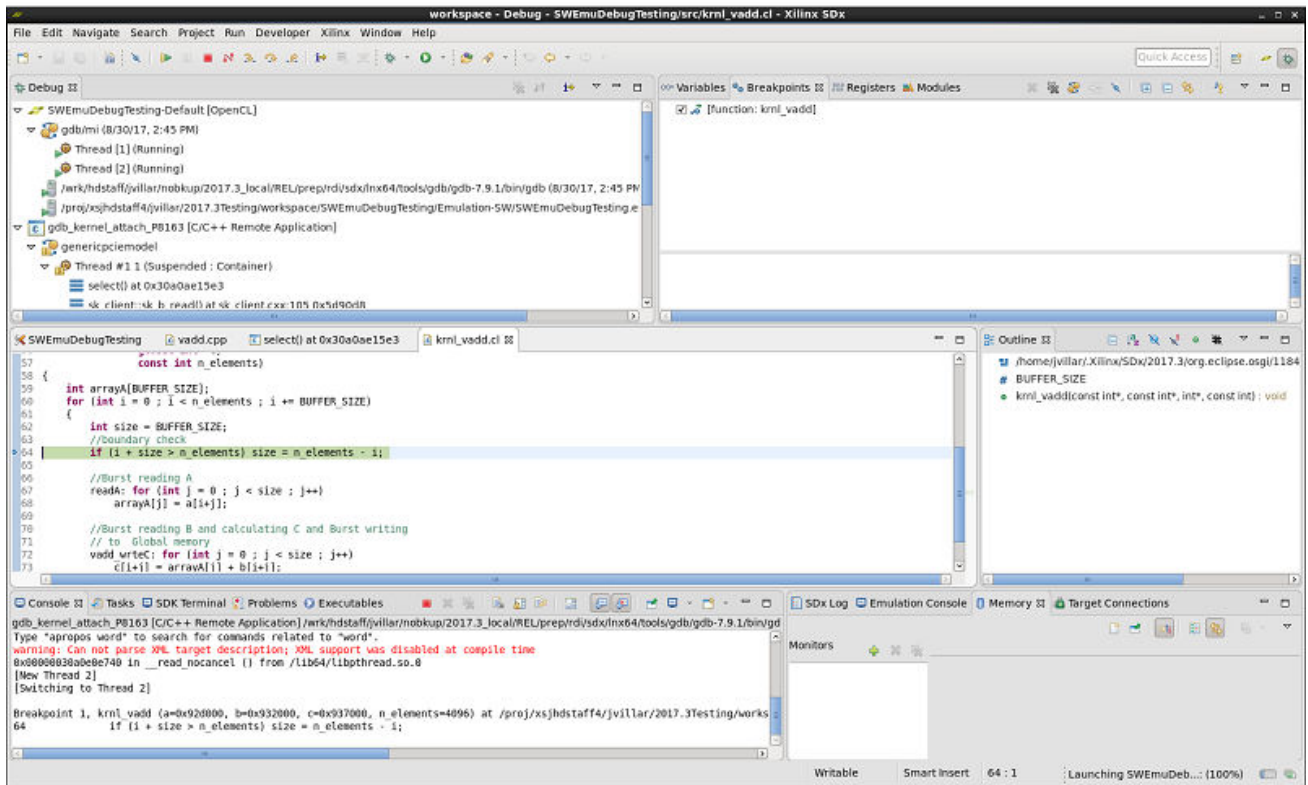 workspace - Debug - SWEmuDebugTesting/src/krnl_vadd.cl - Xilinx SDx
File Edit Navigate Search Project Run Developer Xilinx Window Help
Quick Access
Debug
SWEmuDebugTesting-Default [OpenCL]
gdb/mi (8/30/17, 2:45 PM)
Thread [1] (Running)
Thread [2] (Running)
/wrk/hdstaff/jvillar/nobkup/2017.3_local/REL/prep/rdi/sdx/lnx64/tools/gdb/gdb-7.9.1/bin/gdb (8/30/17, 2:45 PM
/proj/xsjhdstaff4/jvillar/2017.3Testing/workspace/SWEmuDebugTesting/Emulation-SW/SWEmuDebugTesting.e
gdb_kernel_attach_P8163 [C/C++ Remote Application]
genericpciemodel
Thread #1 1 (Suspended : Container)
select() at 0x30a0ae15e3
sk_client::sk_b_read() at sk_client.cxx:105 0x5d90d8
Variables Breakpoints Registers Modules
[function: krnl_vadd]
SWEmuDebugTesting vadd.cpp select() at 0x30a0ae15e3 krnl_vadd.cl
57 const int n_elements)
58 {
59 int arrayA[BUFFER_SIZE];
60 for (int i = 0 ; i < n_elements ; i += BUFFER_SIZE)
61 {
62 int size = BUFFER_SIZE;
63 //boundary check
64 if (i + size > n_elements) size = n_elements - i;
65
66 //Burst reading A
67 readA: for (int j = 0 ; j < size ; j++)
68 arrayA[j] = a[i+j];
69
70 //Burst reading B and calculating C and Burst writing
71 // to Global memory
72 vadd_wrteC: for (int j = 0 ; j < size ; j++)
73 c[i+j] = arrayA[j] + b[i+j];
Outline
/home/jvillar/.Xilinx/SDx/2017.3/org.eclipse.osgi/1184
BUFFER_SIZE
krnl_vadd(const int*, const int*, int*, const int) : void
Console Tasks SDK Terminal Problems Executables
gdb_kernel_attach_P8163 [C/C++ Remote Application] /wrk/hdstaff/jvillar/nobkup/2017.3_local/REL/prep/rdi/sdx/lnx64/tools/gdb/gdb-7.9.1/bin/gd
Type "apropos word" to search for commands related to "word".
warning: Can not parse XML target description; XML support was disabled at compile time
0x00000030a0e0e740 in __read_nocancel () from /lib64/libpthread.so.0
[New Thread 2]
[Switching to Thread 2]
Breakpoint 1, krnl_vadd (a=0x92d000, b=0x932000, c=0x937000, n_elements=4096) at /proj/xsjhdstaff4/jvillar/2017.3Testing/works
64 if (i + size > n_elements) size = n_elements - i;
SDx Log Emulation Console Memory Target Connections
Monitors
Writable Smart Insert 64 : 1 Launching SWEmuDeb...: (100%)